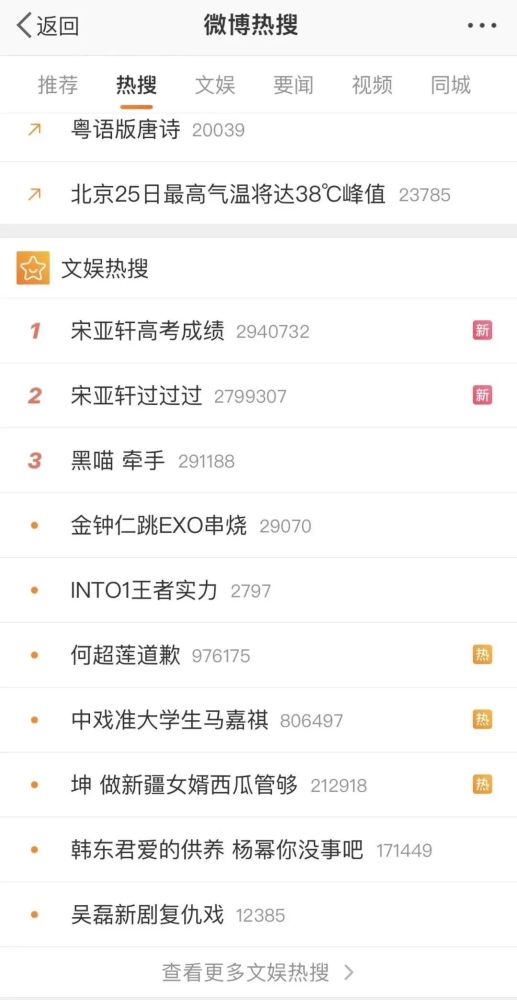 返回 微博热搜
推荐 热搜 文娱 要闻 视频 同城
粤语版唐诗 20039
北京25日最高气温将达38℃峰值 23785
文娱热搜
1 宋亚轩高考成绩 2940732 新
2 宋亚轩过过过 2799307 新
3 黑喵 牵手 291188
金钟仁跳EXO串烧 29070
INTO1王者实力 2797
何超莲道歉 976175 热
中戏准大学生马嘉祺 806497 热
坤 做新疆女婿西瓜管够 212918 热
韩东君爱的供养 杨幂你没事吧 171449
吴磊新剧复仇戏 12385
查看更多文娱热搜